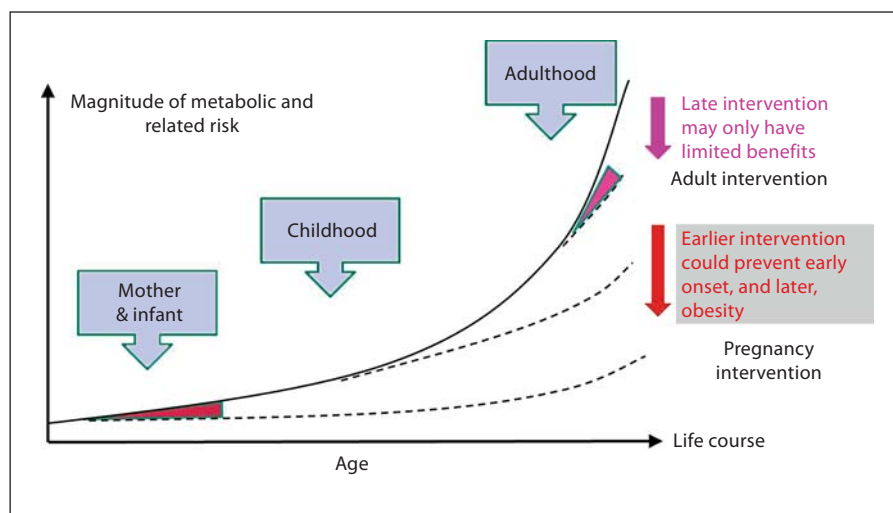 Magnitude of metabolic and
related risk
Adulthood
Late intervention
may only have
limited benefits
Adult intervention
Childhood
Earlier intervention
could prevent early
onset, and later,
obesity
Mother
& infant
Pregnancy
intervention
Life course
Age